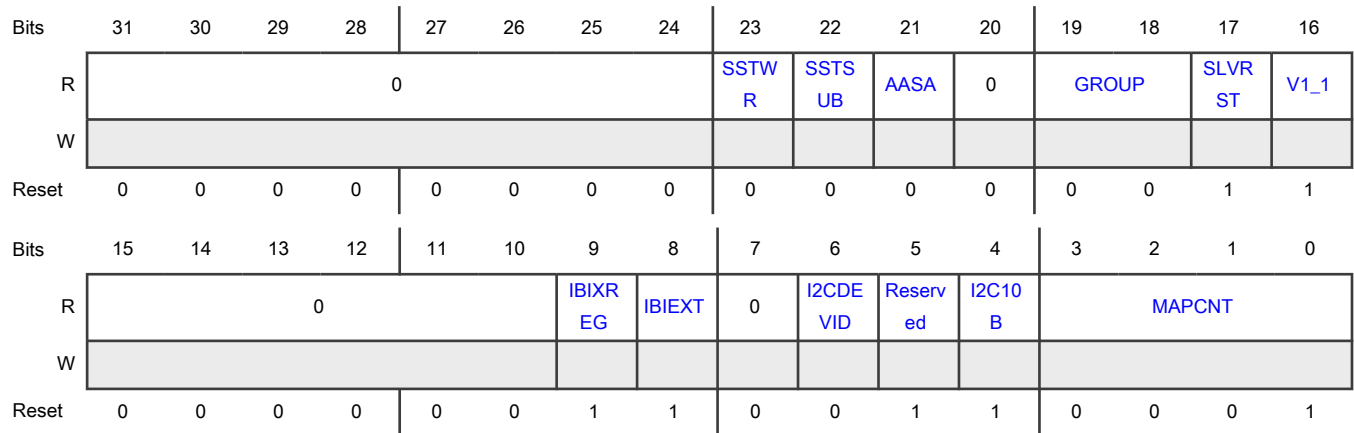 Bits 31 30 29 28 27 26 25 24 23 22 21 20 19 18 17 16
R 0 SSTW SSTS AASA 0 GROUP SLVR V1_1
R UB ST
W
Reset 0 0 0 0 0 0 0 0 0 0 0 0 0 0 1 1
Bits 15 14 13 12 11 10 9 8 7 6 5 4 3 2 1 0
R 0 IBIXR IBIEXT 0 I2CDE Reserv I2C10 MAPCNT
EG VID ed B
W
Reset 0 0 0 0 0 0 1 1 0 0 1 1 0 0 0 1